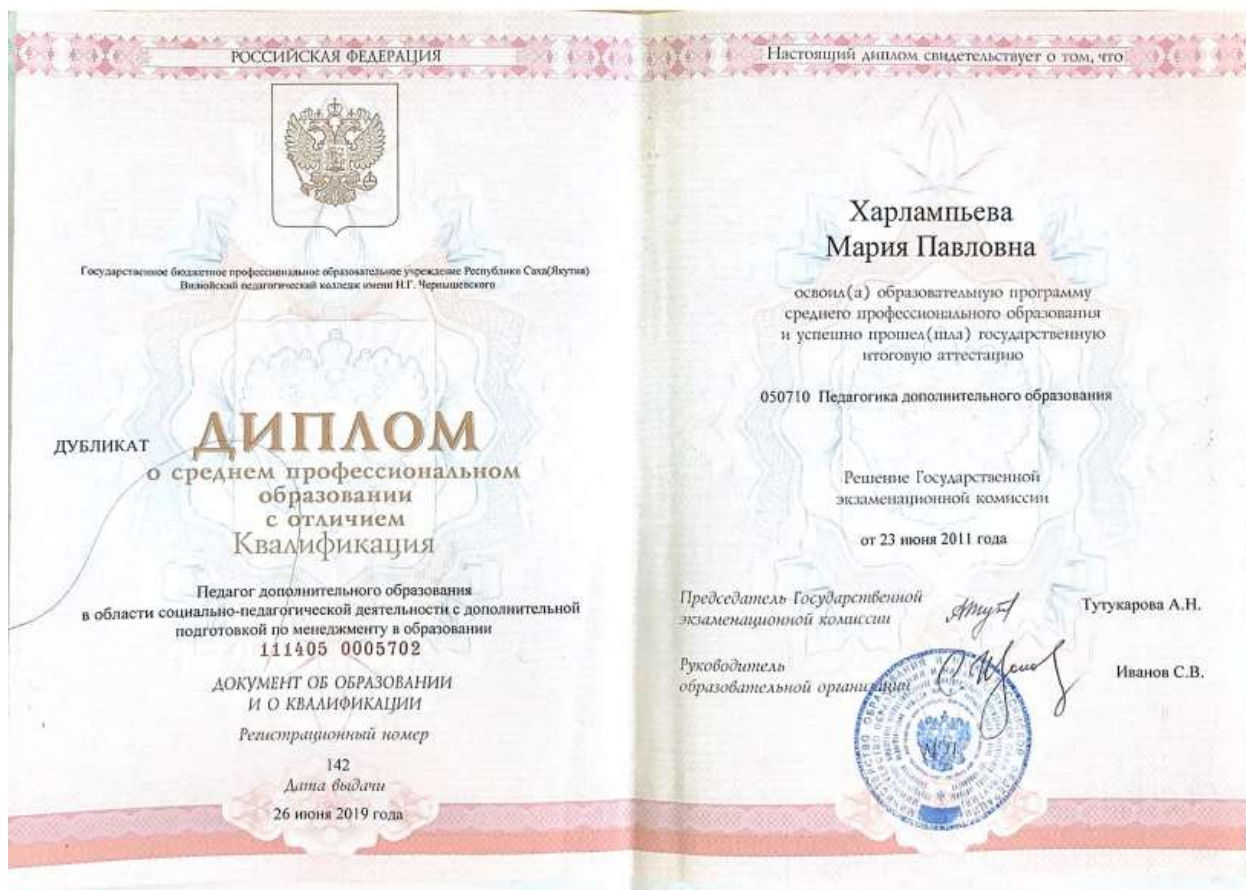 РОССИЙСКАЯ ФЕДЕРАЦИЯ
Государственное бюджетное профессиональное образовательное учреждение Республики Саха(Якутия)
Вилюйский педагогический колледж имени Н.Г. Чернышевского
ДУБЛИКАТ
ДИПЛОМ
о среднем профессиональном
образовании
с отличием
Квалификация
Педагог дополнительного образования
в области социально-педагогической деятельности с дополнительной
подготовкой по менеджменту в образовании
111405 0005702
ДОКУМЕНТ ОБ ОБРАЗОВАНИИ
И О КВАЛИФИКАЦИИ
Регистрационный номер
142
Дата выдачи
26 июня 2019 года
Настоящий диплом свидетельствует о том, что
Харлампьева
Мария Павловна
освоил(а) образовательную программу
среднего профессионального образования
и успешно прошел(шла) государственную
итоговую аттестацию
050710 Педагогика дополнительного образования
Решение Государственной
экзаменационной комиссии
от 23 июня 2011 года
Председатель Государственной
экзаменационной комиссии
Тутукарова А.Н.
Руководитель
образовательной организации
Иванов С.В.
М.П.